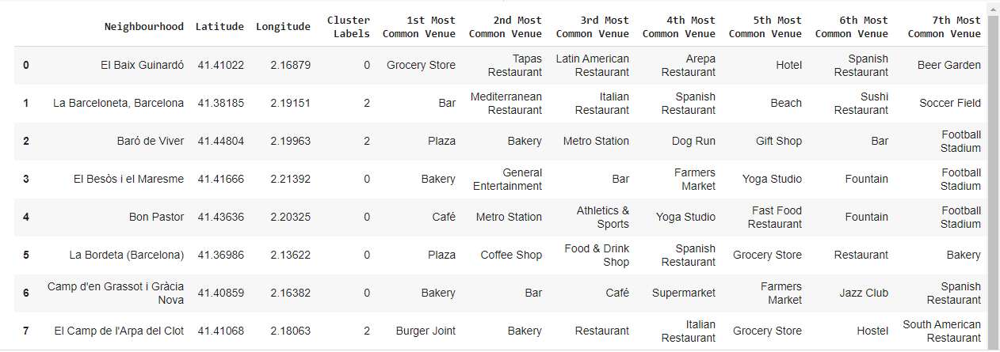 Neighbourhood Latitude Longitude Cluster Labels 1st Most Common Venue 2nd Most Common Venue 3rd Most Common Venue 4th Most Common Venue 5th Most Common Venue 6th Most Common Venue 7th Most Common Venue
0 El Baix Guinardó 41.41022 2.16879 0 Grocery Store Tapas Restaurant Latin American Restaurant Arepa Restaurant Hotel Spanish Restaurant Beer Garden
1 La Barceloneta, Barcelona 41.38185 2.19151 2 Bar Mediterranean Restaurant Italian Restaurant Spanish Restaurant Beach Sushi Restaurant Soccer Field
2 Baró de Viver 41.44804 2.19963 2 Plaza Bakery Metro Station Dog Run Gift Shop Bar Football Stadium
3 El Besòs i el Maresme 41.41666 2.21392 0 Bakery General Entertainment Bar Farmers Market Yoga Studio Fountain Football Stadium
4 Bon Pastor 41.43636 2.20325 0 Café Metro Station Athletics & Sports Yoga Studio Fast Food Restaurant Fountain Football Stadium
5 La Bordeta (Barcelona) 41.36986 2.13622 0 Plaza Coffee Shop Food & Drink Shop Spanish Restaurant Grocery Store Restaurant Bakery
6 Camp d'en Grassot i Gràcia Nova 41.40859 2.16382 0 Bakery Bar Café Supermarket Farmers Market Jazz Club Spanish Restaurant
7 El Camp de l'Arpa del Clot 41.41068 2.18063 2 Burger Joint Bakery Restaurant Italian Restaurant Grocery Store Hostel South American Restaurant